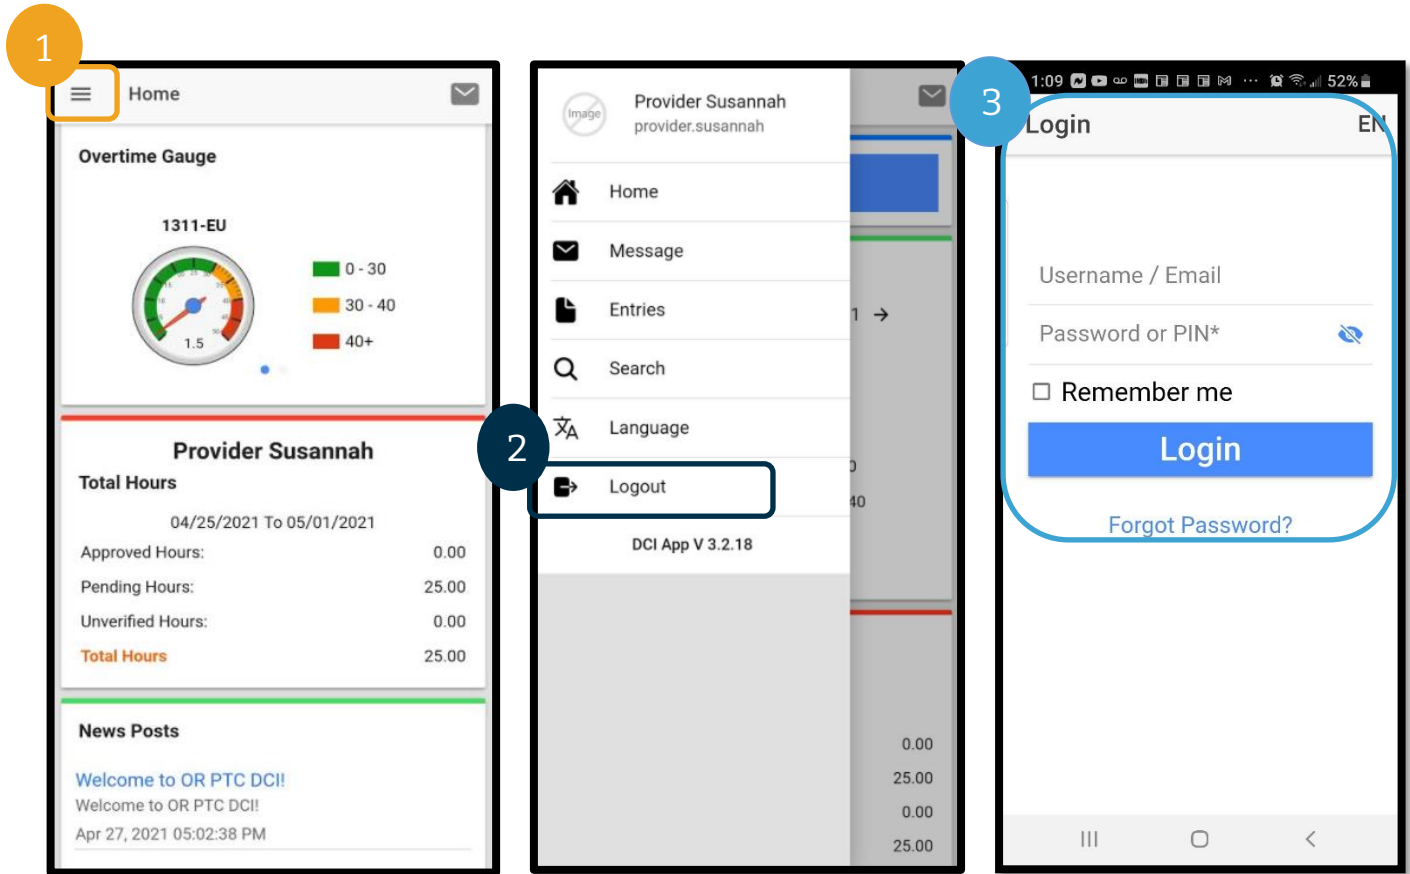 1
Home
Overtime Gauge
1311-EU
0 - 30
30 - 40
40+
1.5
Provider Susannah
Total Hours
04/25/2021 To 05/01/2021
Approved Hours: 0.00
Pending Hours: 25.00
Unverified Hours: 0.00
Total Hours 25.00
News Posts
Welcome to OR PTC DCI!
Welcome to OR PTC DCI!
Apr 27, 2021 05:02:38 PM
2
Image
Provider Susannah
provider.susannah
Home
Message
Entries
Search
Language
Logout
DCI App V 3.2.18
1 →
40
0.00
25.00
0.00
25.00
3
1:09 52%
Login EN
Username / Email
Password or PIN*
Remember me
Login
Forgot Password?